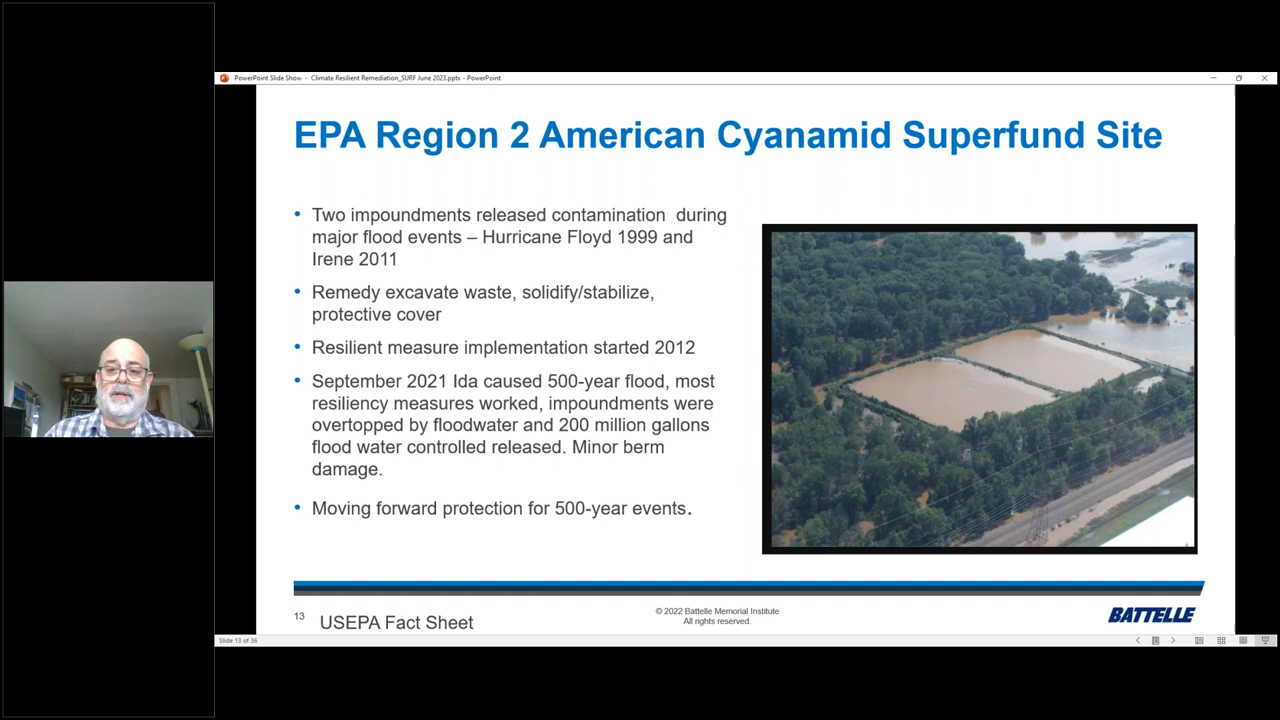 PowerPoint Slide Show - Climate Resilient Remediation_SURF June 2023.pptx - PowerPoint
EPA Region 2 American Cyanamid Superfund Site
• Two impoundments released contamination during
major flood events – Hurricane Floyd 1999 and
Irene 2011
• Remedy excavate waste, solidify/stabilize,
protective cover
• Resilient measure implementation started 2012
• September 2021 Ida caused 500-year flood, most
resiliency measures worked, impoundments were
overtopped by floodwater and 200 million gallons
flood water controlled released. Minor berm
damage.
• Moving forward protection for 500-year events.
13
USEPA Fact Sheet
© 2022 Battelle Memorial Institute
All rights reserved.
BATTELLE
Slide 13 of 36